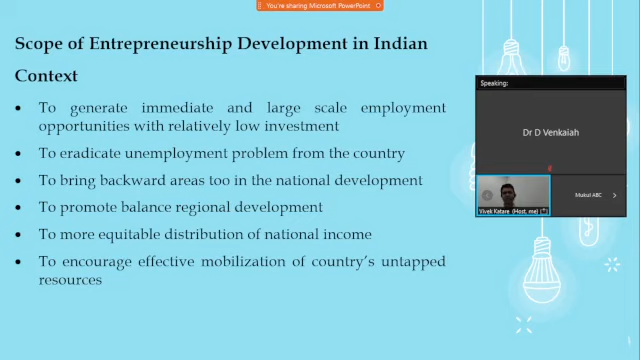 You're sharing Microsoft PowerPoint
Scope of Entrepreneurship Development in Indian
Context
• To generate immediate and large scale employment
opportunities with relatively low investment
• To eradicate unemployment problem from the country
• To bring backward areas too in the national development
• To promote balance regional development
• To more equitable distribution of national income
• To encourage effective mobilization of country's untapped
resources
Speaking:
Dr D Venkaiah
Vivek Katare (Host, me)
Mukut ABC